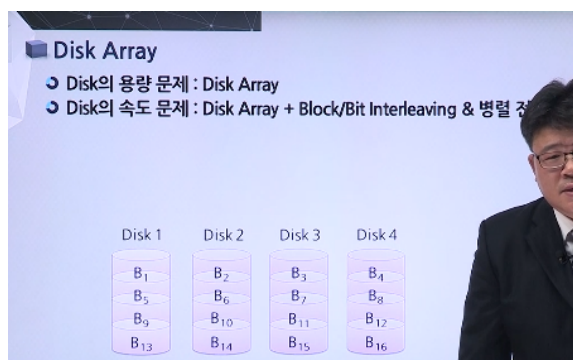 Disk Array
Disk의 용량 문제 : Disk Array
Disk의 속도 문제 : Disk Array + Block/Bit Interleaving & 병렬
Disk 1 Disk 2 Disk 3 Disk 4
B1 B2 B3 B4
B5 B6 B7 B8
B9 B10 B11 B12
B13 B14 B15 B16